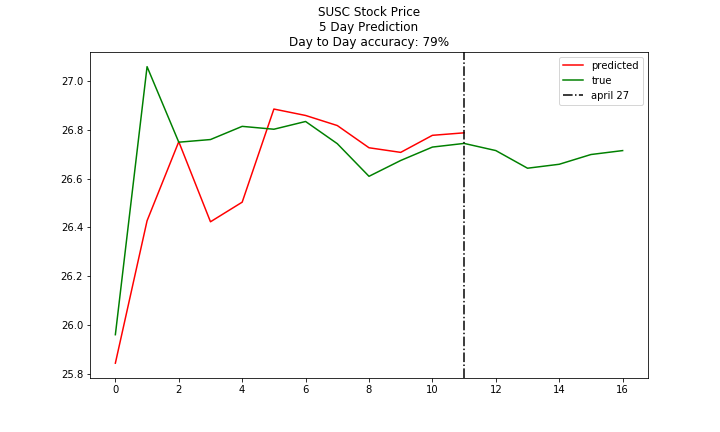 SUSC Stock Price
5 Day Prediction
Day to Day accuracy: 79%
predicted
true
april 27
27.0
26.8
26.6
26.4
26.2
26.0
25.8
0 2 4 6 8 10 12 14 16